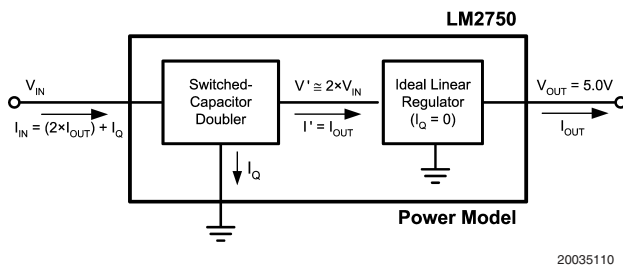 LM2750
V_IN
I_IN = (2×I_OUT) + I_Q
Switched-
Capacitor
Doubler
I_Q
V' ≅ 2×V_IN
I' = I_OUT
Ideal Linear
Regulator
(I_Q = 0)
V_OUT = 5.0V
I_OUT
Power Model
20035110